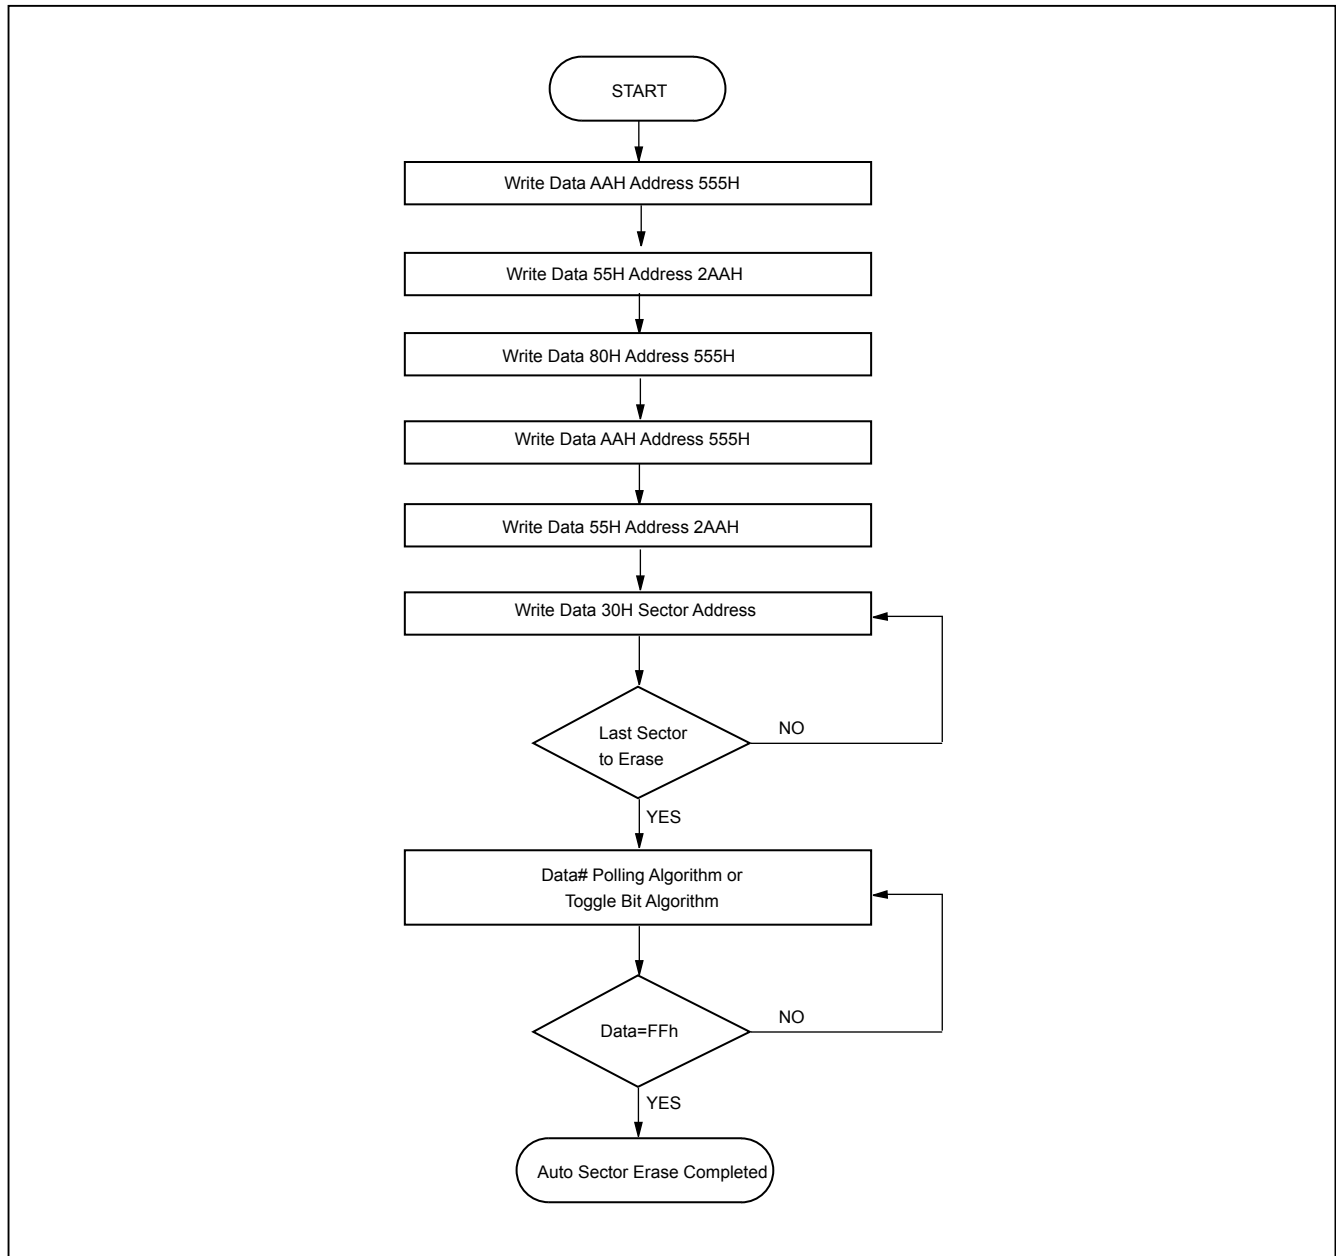 START
Write Data AAH Address 555H
Write Data 55H Address 2AAH
Write Data 80H Address 555H
Write Data AAH Address 555H
Write Data 55H Address 2AAH
Write Data 30H Sector Address
Last Sector
to Erase
NO
YES
Data# Polling Algorithm or
Toggle Bit Algorithm
Data=FFh
NO
YES
Auto Sector Erase Completed